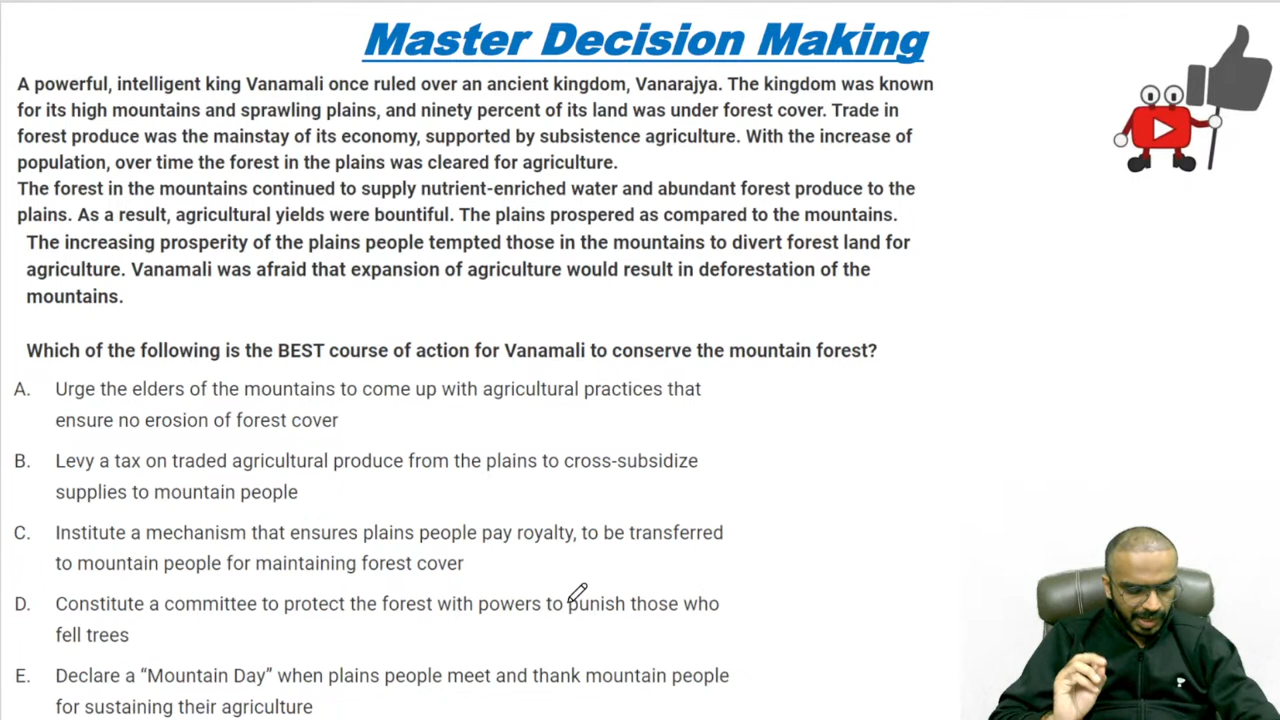 Master Decision Making
A powerful, intelligent king Vanamali once ruled over an ancient kingdom, Vanarajya. The kingdom was known
for its high mountains and sprawling plains, and ninety percent of its land was under forest cover. Trade in
forest produce was the mainstay of its economy, supported by subsistence agriculture. With the increase of
population, over time the forest in the plains was cleared for agriculture.
The forest in the mountains continued to supply nutrient-enriched water and abundant forest produce to the
plains. As a result, agricultural yields were bountiful. The plains prospered as compared to the mountains.
The increasing prosperity of the plains people tempted those in the mountains to divert forest land for
agriculture. Vanamali was afraid that expansion of agriculture would result in deforestation of the
mountains.
Which of the following is the BEST course of action for Vanamali to conserve the mountain forest?
A. Urge the elders of the mountains to come up with agricultural practices that
ensure no erosion of forest cover
B. Levy a tax on traded agricultural produce from the plains to cross-subsidize
supplies to mountain people
C. Institute a mechanism that ensures plains people pay royalty, to be transferred
to mountain people for maintaining forest cover
D. Constitute a committee to protect the forest with powers to punish those who
fell trees
E. Declare a “Mountain Day” when plains people meet and thank mountain people
for sustaining their agriculture